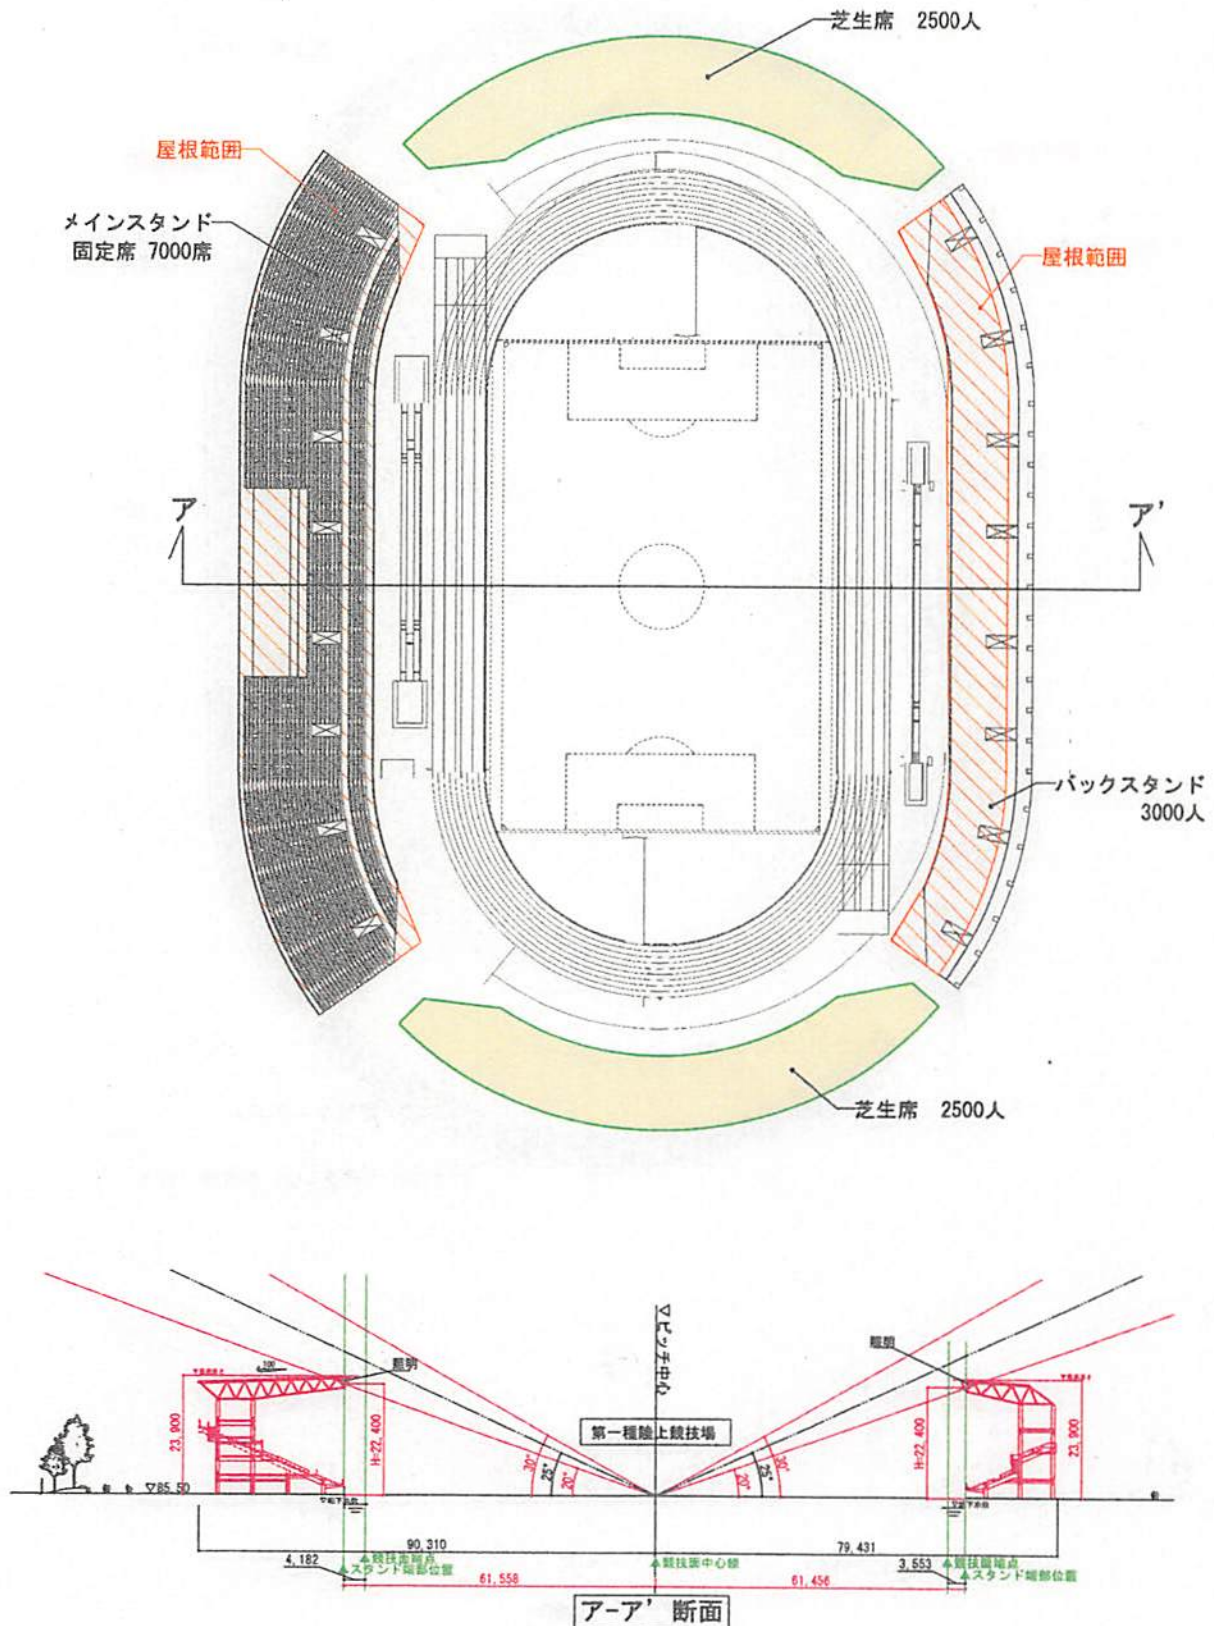 芝生席 2500人
屋根範囲
メインスタンド
固定席 7000席
屋根範囲
ア
ア'
バックスタンド
3000人
芝生席 2500人
▽ピッチ中心
100
照明
照明
23,900
H=22,400
第一種陸上競技場
30°
25°
20°
20°
25°
30°
H=22,400
23,900
▽85.50
90,310
79,431
4,182
▲競技面端点
▲スタンド端部位置
▲競技面中心線
3,553
▲競技面端点
▲スタンド端部位置
61,558
61,456
ア-ア' 断面